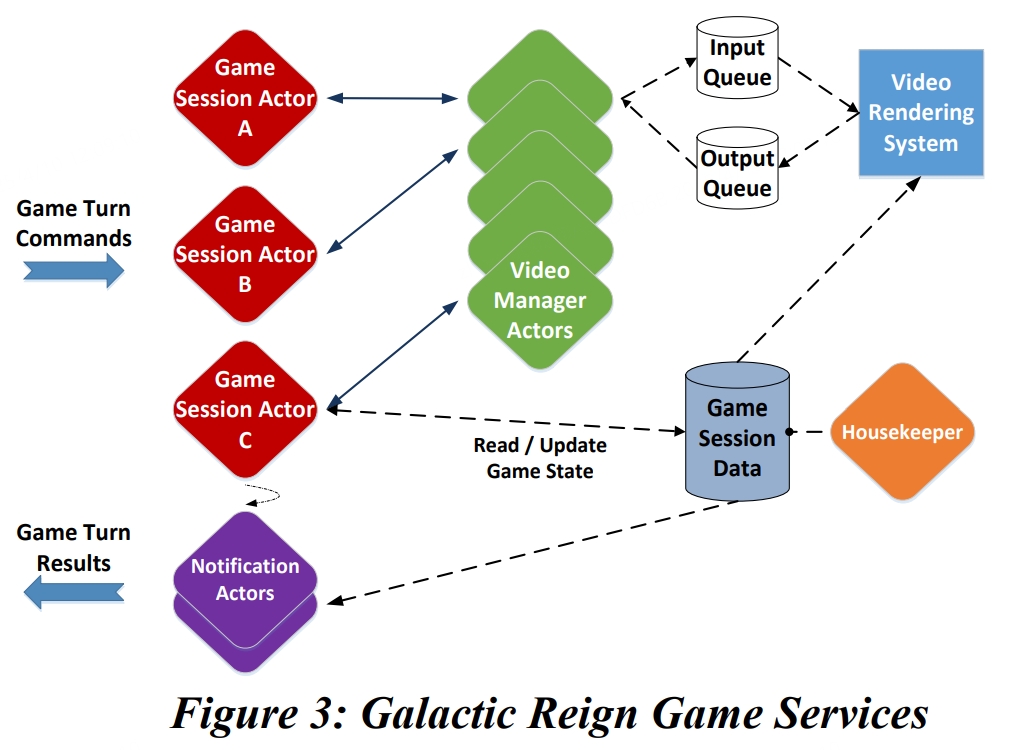 Game
Session Actor
A
Input
Queue
Video
Rendering
System
Output
Queue
Game Turn
Commands
Game
Session Actor
B
Video
Manager
Actors
Game
Session Actor
C
Read / Update
Game State
Game
Session
Data
Housekeeper
Game Turn
Results
Notification
Actors
Figure 3: Galactic Reign Game Services